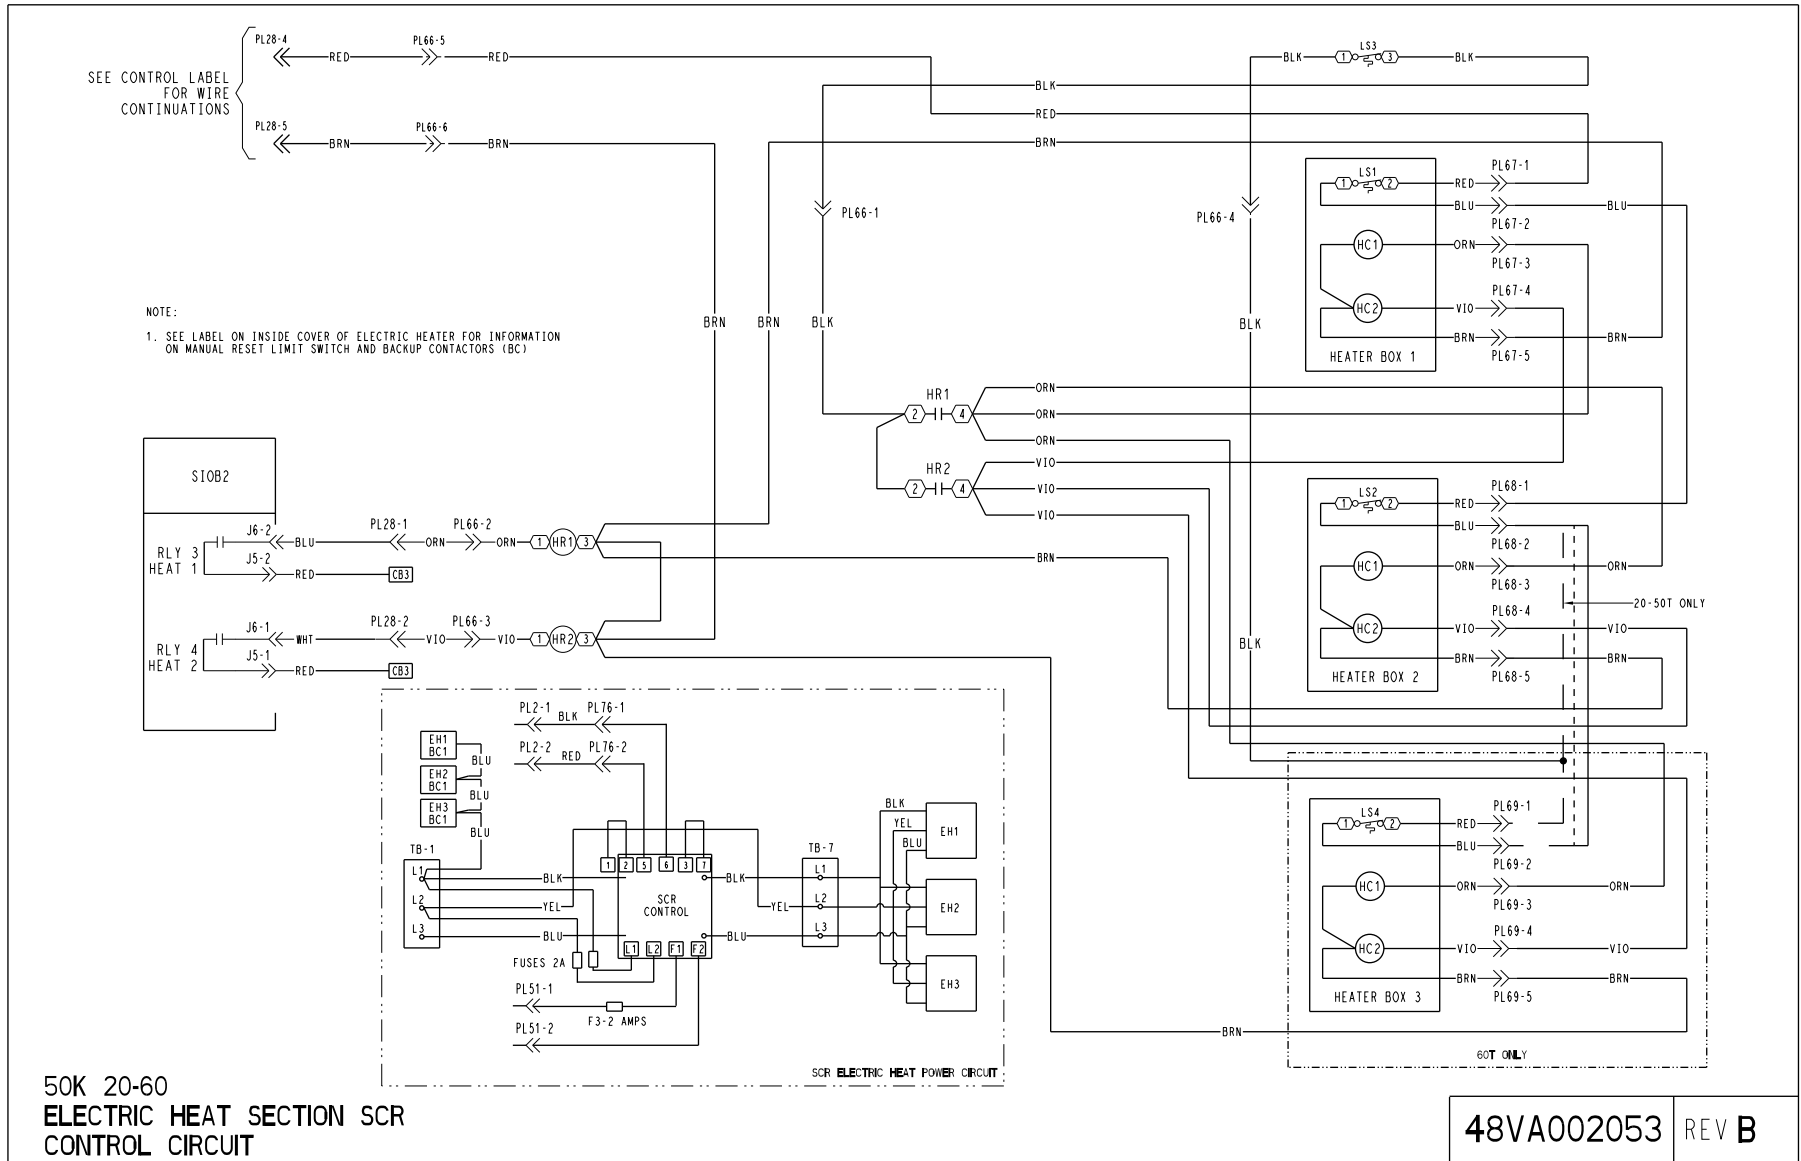 PL28-4
PL66-5
RED
RED
SEE CONTROL LABEL
FOR WIRE
CONTINUATIONS
PL28-5
PL66-6
BRN
BRN
BLK
1
LS3
3
BLK
BLK
RED
BRN
PL66-1
PL66-4
LS1
1
2
RED
PL67-1
BLU
BLU
PL67-2
HC1
ORN
PL67-3
PL67-4
HC2
VIO
BRN
BRN
PL67-5
HEATER BOX 1
NOTE:
1. SEE LABEL ON INSIDE COVER OF ELECTRIC HEATER FOR INFORMATION
ON MANUAL RESET LIMIT SWITCH AND BACKUP CONTACTORS (BC)
BRN
BRN
BLK
BLK
HR1
2
4
ORN
ORN
ORN
HR2
2
4
VIO
VIO
VIO
BRN
BLK
SIOB2
RLY 3
HEAT 1
J6-2
BLU
PL28-1
ORN
PL66-2
ORN
1
HR1
3
J5-2
RED
CB3
RLY 4
HEAT 2
J6-1
WHT
PL28-2
VIO
PL66-3
VIO
1
HR2
3
J5-1
RED
CB3
LS2
1
2
RED
PL68-1
BLU
PL68-2
HC1
ORN
ORN
PL68-3
PL68-4
HC2
VIO
VIO
BRN
BRN
PL68-5
HEATER BOX 2
20-50T ONLY
PL2-1
BLK
PL76-1
PL2-2
RED
PL76-2
EH1
BC1
BLU
EH2
BC1
BLU
EH3
BC1
BLU
TB-1
L1
L2
L3
BLK
YEL
BLU
1
2
5
6
3
7
SCR
CONTROL
L1
L2
F1
F2
FUSES 2A
PL51-1
F3-2 AMPS
PL51-2
BLK
YEL
BLU
TB-7
L1
L2
L3
BLK
YEL
BLU
EH1
EH2
EH3
SCR ELECTRIC HEAT POWER CIRCUIT
LS4
1
2
RED
PL69-1
BLU
PL69-2
HC1
ORN
ORN
PL69-3
PL69-4
HC2
VIO
VIO
BRN
BRN
PL69-5
HEATER BOX 3
BRN
60T ONLY
50K 20-60
ELECTRIC HEAT SECTION SCR
CONTROL CIRCUIT
48VA002053
REV B